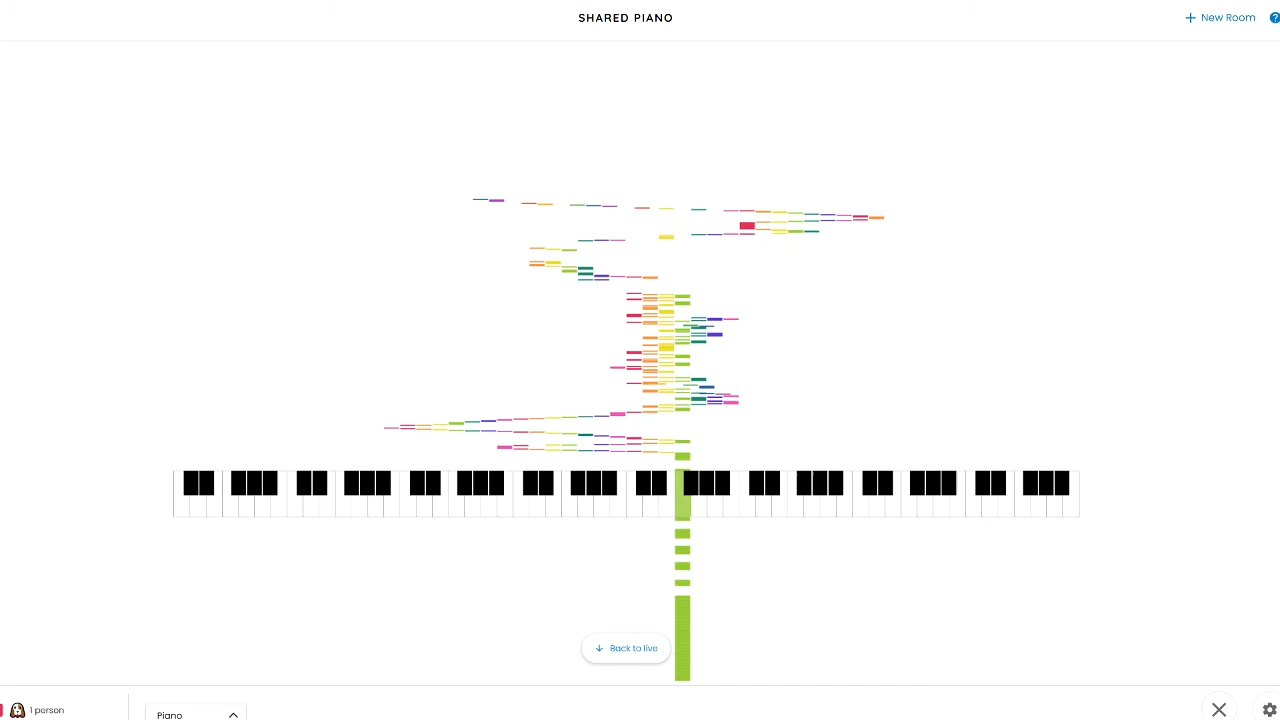 SHARED PIANO
New Room
?
Back to live
1 person
Piano